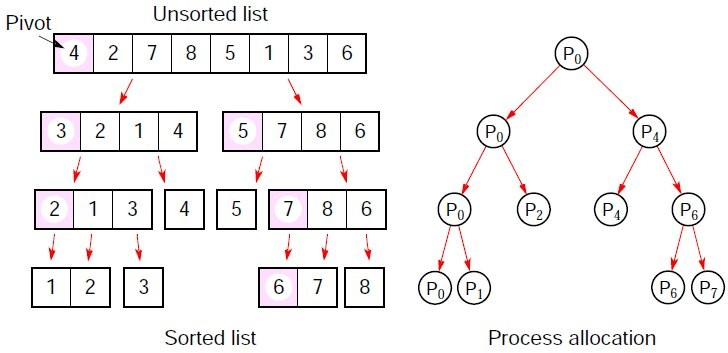 Unsorted list
Pivot
4 2 7 8 5 1 3 6
3 2 1 4
5 7 8 6
2 1 3
4
5
7 8 6
1 2
3
6 7
8
Sorted list
P0
P0 P4
P0 P2 P4 P6
P0 P1 P6 P7
Process allocation